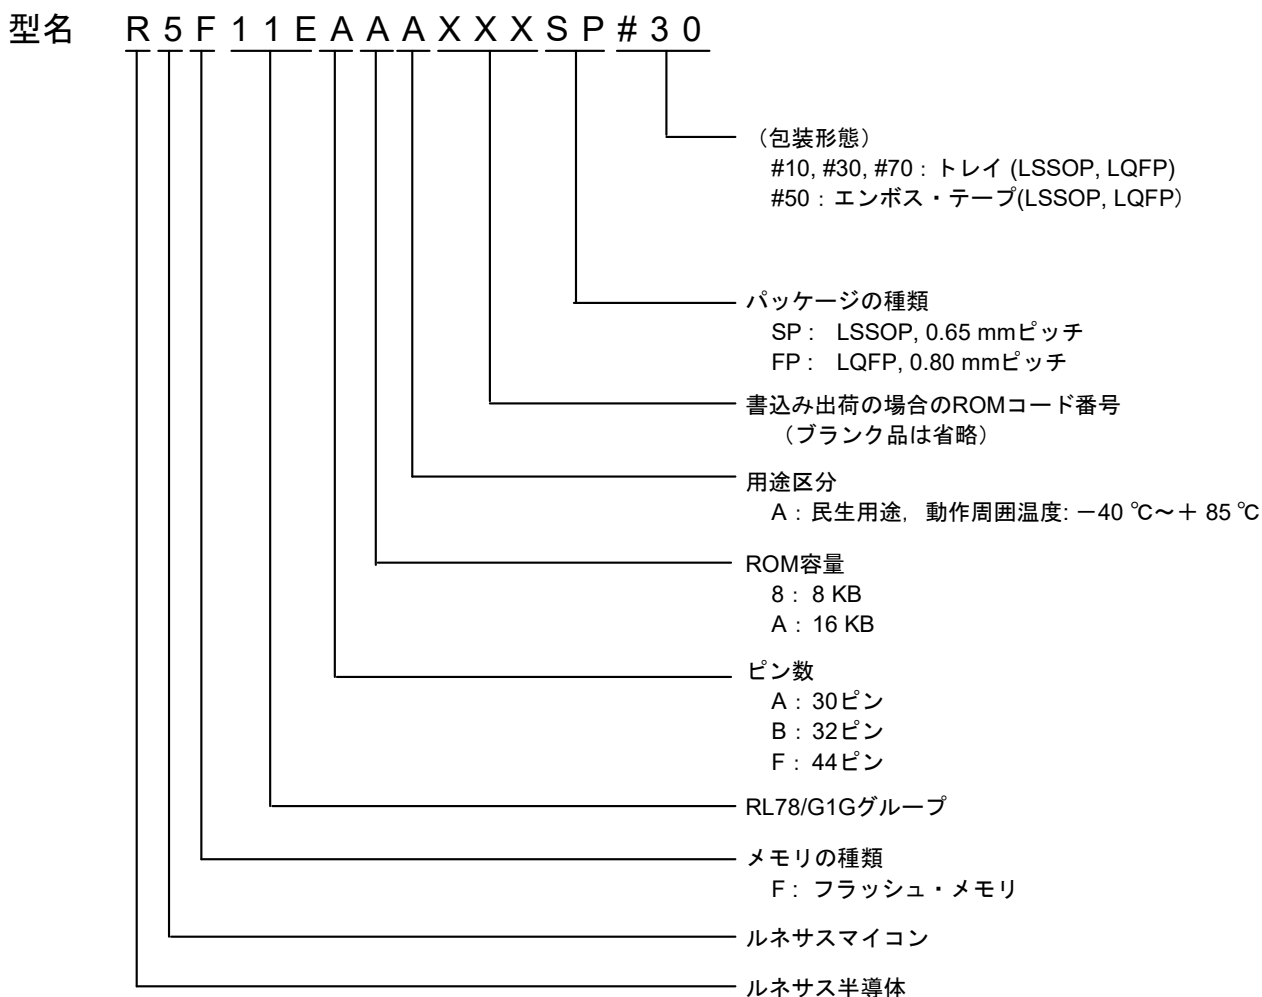 型名 R 5 F 1 1 E A A A X X X S P # 3 0
（包装形態）
#10, #30, #70 : トレイ (LSSOP, LQFP)
#50 : エンボス・テープ(LSSOP, LQFP）
パッケージの種類
SP : LSSOP, 0.65 mmピッチ
FP : LQFP, 0.80 mmピッチ
書込み出荷の場合のROMコード番号
（ブランク品は省略）
用途区分
A : 民生用途, 動作周囲温度: －40 ℃～＋ 85 ℃
ROM容量
8 : 8 KB
A : 16 KB
ピン数
A : 30ピン
B : 32ピン
F : 44ピン
RL78/G1Gグループ
メモリの種類
F : フラッシュ・メモリ
ルネサスマイコン
ルネサス半導体